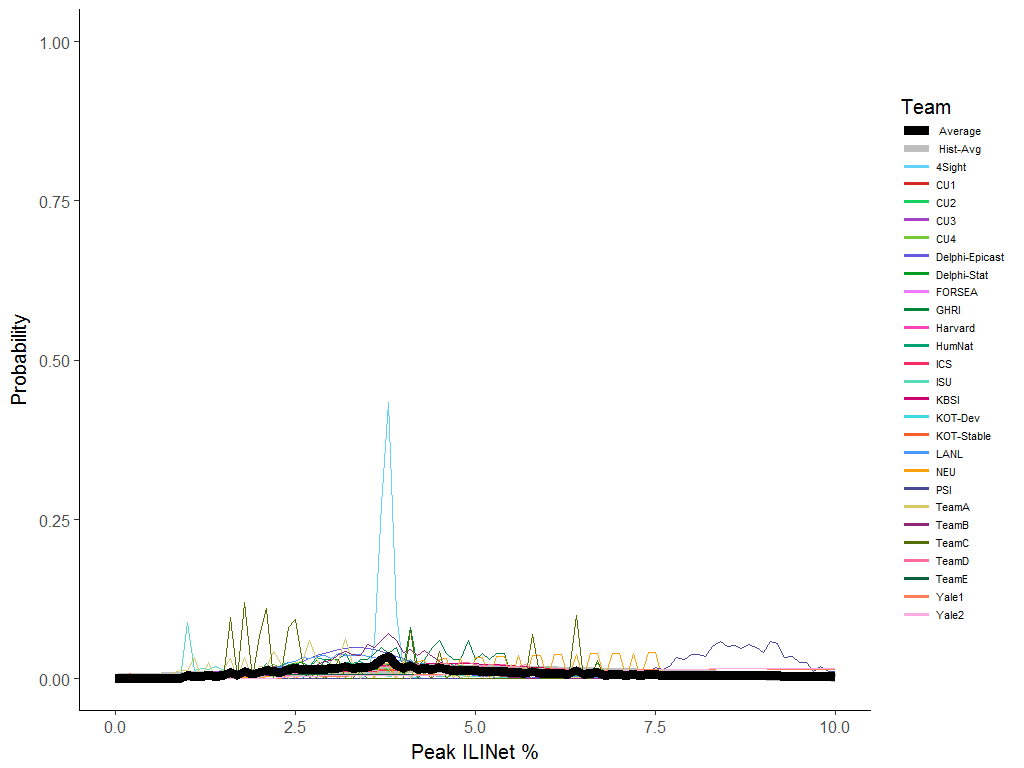 1.00
0.75
0.50
0.25
0.00
Probability
0.0 2.5 5.0 7.5 10.0
Peak ILINet %
Team
Average
Hist-Avg
4Sight
CU1
CU2
CU3
CU4
Delphi-Epicast
Delphi-Stat
FORSEA
GHRI
Harvard
HumNat
ICS
ISU
KBSI
KOT-Dev
KOT-Stable
LANL
NEU
PSI
TeamA
TeamB
TeamC
TeamD
TeamE
Yale1
Yale2